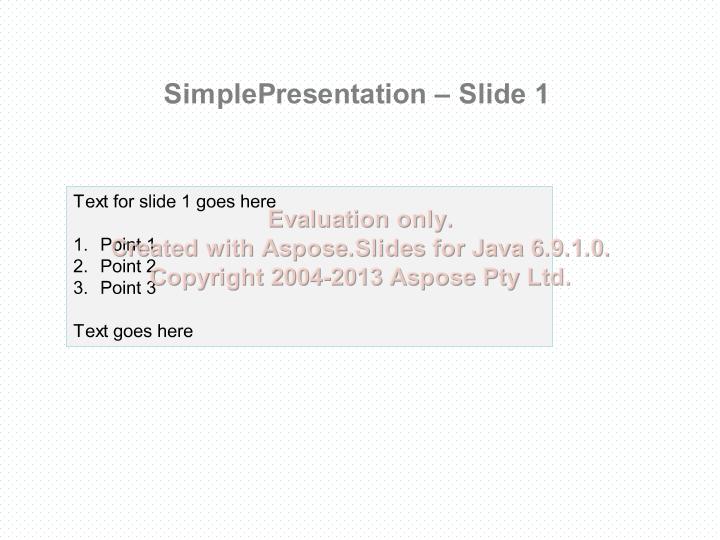 SimplePresentation – Slide 1
Text for slide 1 goes here
Evaluation only.
1. Point 1
Created with Aspose.Slides for Java 6.9.1.0.
2. Point 2
Copyright 2004-2013 Aspose Pty Ltd.
3. Point 3
Text goes here